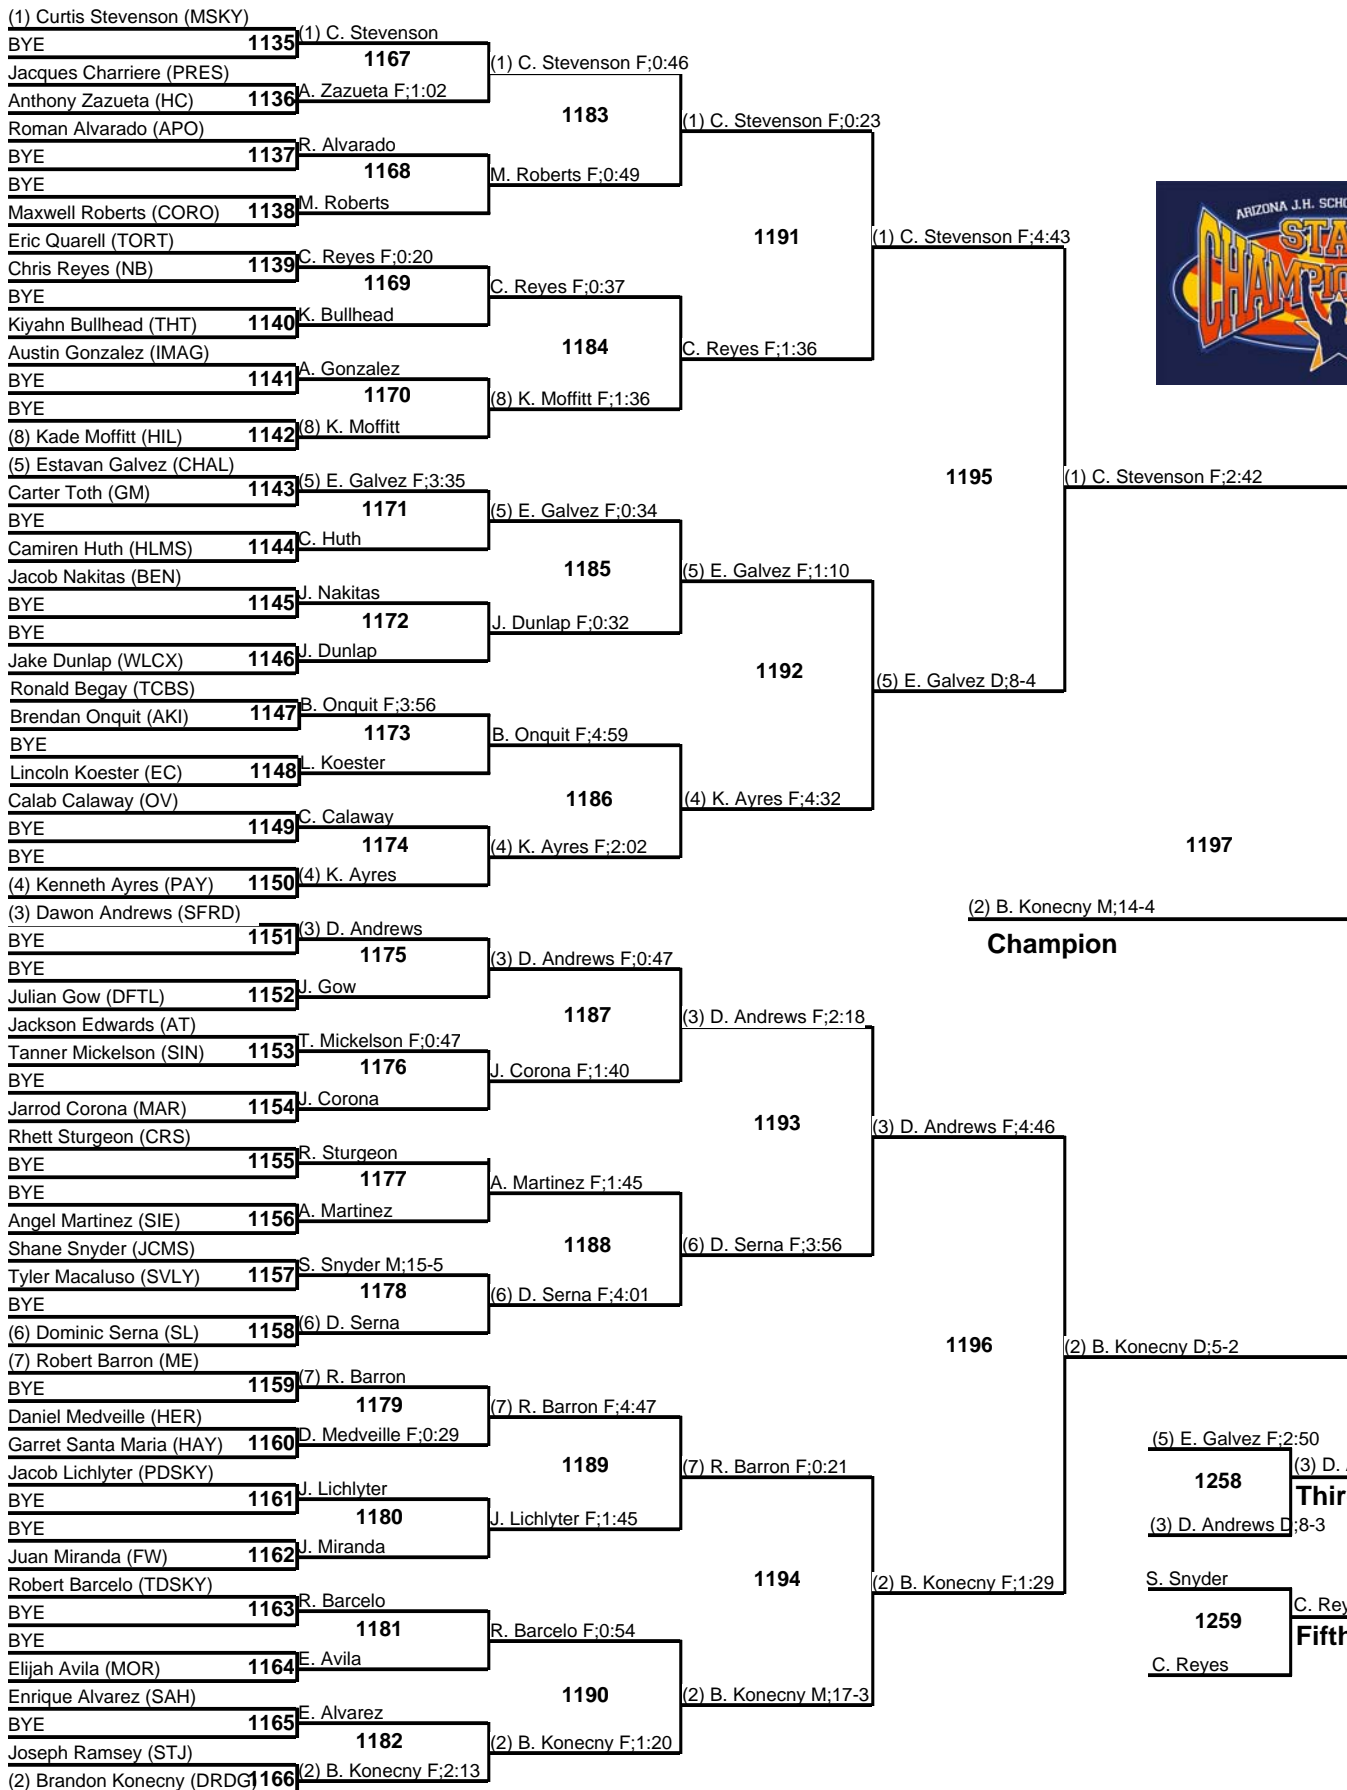 (1) Curtis Stevenson (MSKY)
BYE
1135
Jacques Charriere (PRES)
Anthony Zazueta (HC)
1136
Roman Alvarado (APO)
BYE
1137
BYE
Maxwell Roberts (CORO)
1138
Eric Quarell (TORT)
Chris Reyes (NB)
1139
BYE
Kiyahn Bullhead (THT)
1140
Austin Gonzalez (IMAG)
BYE
1141
BYE
(8) Kade Moffitt (HIL)
1142
(5) Estavan Galvez (CHAL)
Carter Toth (GM)
1143
BYE
Camiren Huth (HLMS)
1144
Jacob Nakitas (BEN)
BYE
1145
BYE
Jake Dunlap (WLCX)
1146
Ronald Begay (TCBS)
Brendan Onquit (AKI)
1147
BYE
Lincoln Koester (EC)
1148
Calab Calaway (OV)
BYE
1149
BYE
(4) Kenneth Ayres (PAY)
1150
(3) Dawon Andrews (SFRD)
BYE
1151
BYE
Julian Gow (DFTL)
1152
Jackson Edwards (AT)
Tanner Mickelson (SIN)
1153
BYE
Jarrod Corona (MAR)
1154
Rhett Sturgeon (CRS)
BYE
1155
BYE
Angel Martinez (SIE)
1156
Shane Snyder (JCMS)
Tyler Macaluso (SVLY)
1157
BYE
(6) Dominic Serna (SL)
1158
(7) Robert Barron (ME)
BYE
1159
Daniel Medveille (HER)
Garret Santa Maria (HAY)
1160
Jacob Lichlyter (PDSKY)
BYE
1161
BYE
Juan Miranda (FW)
1162
Robert Barcelo (TDSKY)
BYE
1163
BYE
Elijah Avila (MOR)
1164
Enrique Alvarez (SAH)
BYE
1165
Joseph Ramsey (STJ)
(2) Brandon Konecny (DRDG)
1166
(1) C. Stevenson
1167
A. Zazueta F;1:02
R. Alvarado
1168
M. Roberts
C. Reyes F;0:20
1169
K. Bullhead
A. Gonzalez
1170
(8) K. Moffitt
(5) E. Galvez F;3:35
1171
C. Huth
J. Nakitas
1172
J. Dunlap
B. Onquit F;3:56
1173
L. Koester
C. Calaway
1174
(4) K. Ayres
(3) D. Andrews
1175
J. Gow
T. Mickelson F;0:47
1176
J. Corona
R. Sturgeon
1177
A. Martinez
S. Snyder M;15-5
1178
(6) D. Serna
(7) R. Barron
1179
D. Medveille F;0:29
J. Lichlyter
1180
J. Miranda
R. Barcelo
1181
E. Avila
E. Alvarez
1182
(2) B. Konecny F;2:13
(1) C. Stevenson F;0:46
1183
M. Roberts F;0:49
C. Reyes F;0:37
1184
(8) K. Moffitt F;1:36
(5) E. Galvez F;0:34
1185
J. Dunlap F;0:32
B. Onquit F;4:59
1186
(4) K. Ayres F;2:02
(3) D. Andrews F;0:47
1187
J. Corona F;1:40
A. Martinez F;1:45
1188
(6) D. Serna F;4:01
(7) R. Barron F;4:47
1189
J. Lichlyter F;1:45
R. Barcelo F;0:54
1190
(2) B. Konecny F;1:20
(1) C. Stevenson F;0:23
1191
C. Reyes F;1:36
(5) E. Galvez F;1:10
1192
(4) K. Ayres F;4:32
(3) D. Andrews F;2:18
1193
(6) D. Serna F;3:56
(7) R. Barron F;0:21
1194
(2) B. Konecny M;17-3
(1) C. Stevenson F;4:43
1195
(5) E. Galvez D;8-4
(3) D. Andrews F;4:46
1196
(2) B. Konecny F;1:29
(1) C. Stevenson F;2:42
1197
(2) B. Konecny D;5-2
(2) B. Konecny M;14-4
Champion
ARIZONA J.H. SCHO
STA
CHAMPIO
(5) E. Galvez F;2:50
1258
(3) D. Andrews D;8-3
(3) D.
Thir
S. Snyder
1259
C. Reyes
C. Rey
Fifth